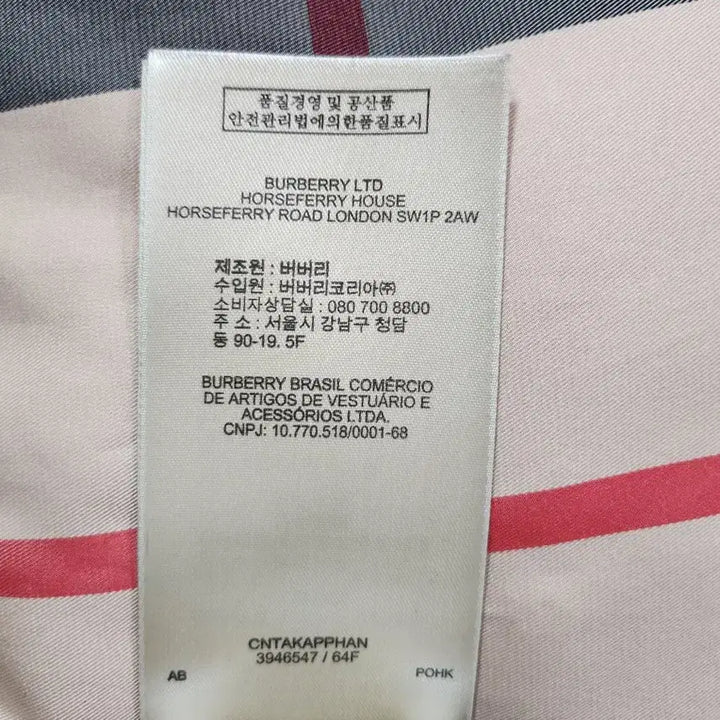 품질경영 및 공산품
안전관리법에의한품질표시
BURBERRY LTD
HORSEFERRY HOUSE
HORSEFERRY ROAD LONDON SW1P 2AW
제조원 : 버버리
수입원 : 버버리코리아㈜
소비자상담실 : 080 700 8800
주 소 : 서울시 강남구 청담
동 90-19. 5F
BURBERRY BRASIL COMÉRCIO
DE ARTIGOS DE VESTUÁRIO E
ACESSÓRIOS LTDA.
CNPJ: 10.770.518/0001-68
CNTAKAPPHAN
3946547 / 64F
AB POHK